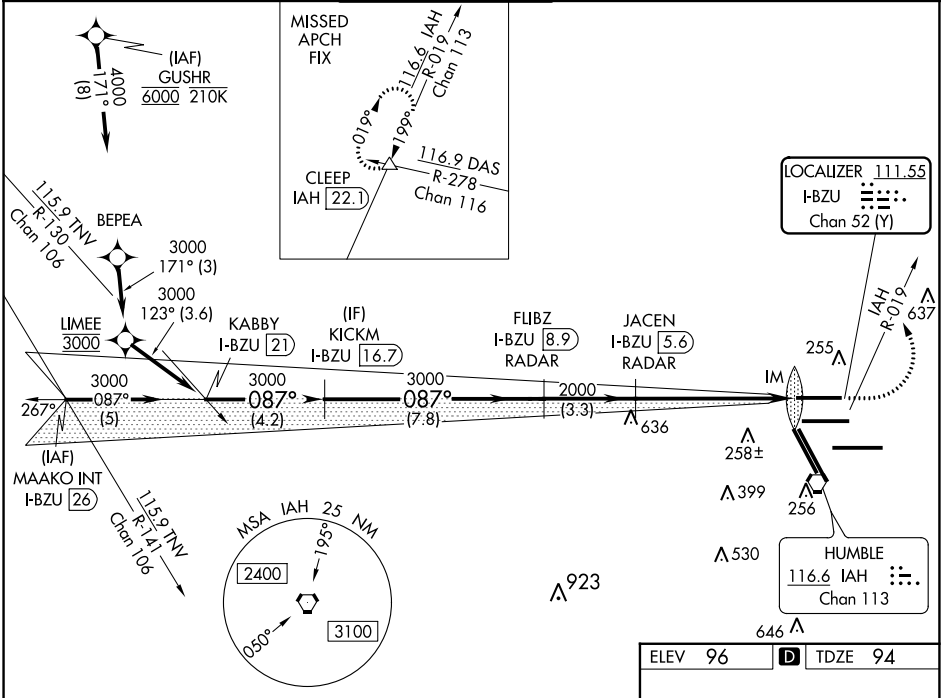 (IAF)
GUSHR
6000 210K
4000
171°
(8)
MISSED
APCH
FIX
116.6 IAH
R-019
Chan 113
019°
199°
116.9 DAS
R-278
Chan 116
CLEEP
IAH 22.1
LOCALIZER 111.55
I-BZU
Chan 52 (Y)
115.9 TNV
R-130
Chan 106
BEPEA
3000
171° (3)
3000
123° (3.6)
LIMEE
3000
KABBY
I-BZU 21
(IF)
KICKM
I-BZU 16.7
FLIBZ
I-BZU 8.9
RADAR
JACEN
I-BZU 5.6
RADAR
IAH
R-019
637
255
IM
267°
3000
087°
(5)
3000
087°
(4.2)
3000
087°
(7.8)
2000
(3.3)
636
258±
399
256
530
(IAF)
MAAKO INT
I-BZU 26
115.9 TNV
R-141
Chan 106
MSA IAH 25 NM
195°
2400
3100
050°
923
HUMBLE
116.6 IAH
Chan 113
646
ELEV 96 D TDZE 94